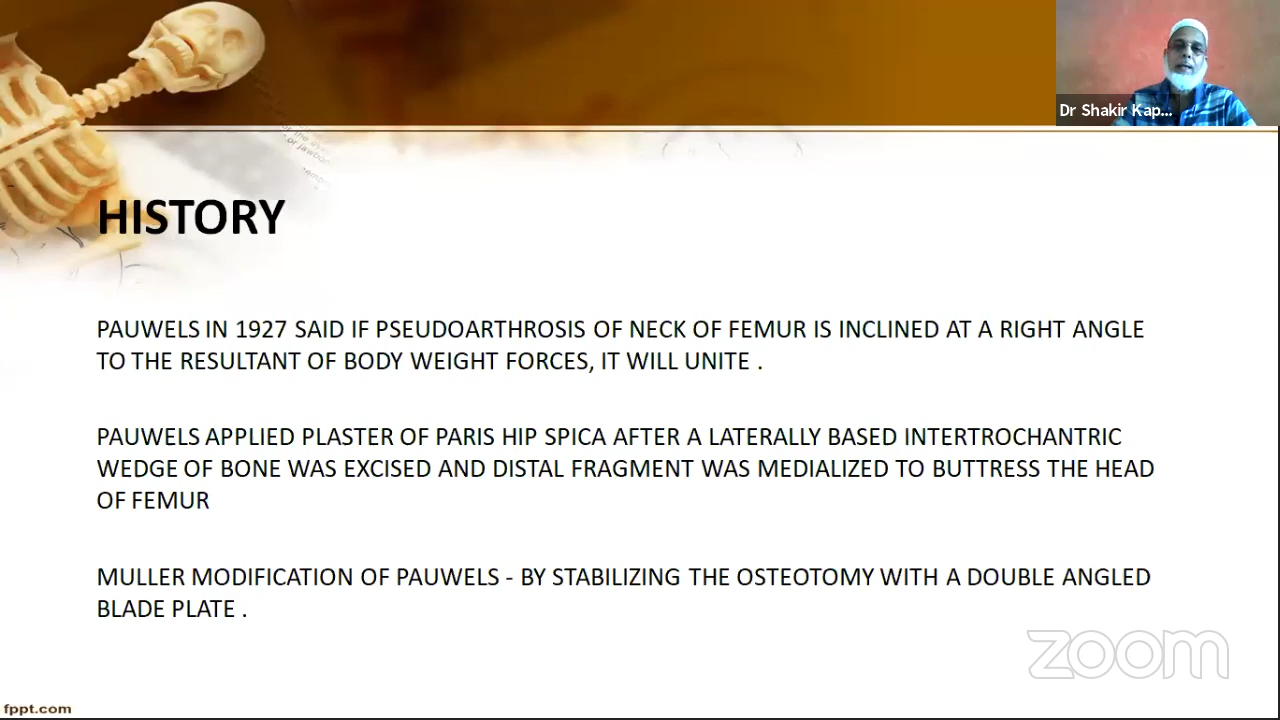 Dr Shakir Kap...
HISTORY
PAUWELS IN 1927 SAID IF PSEUDOARTHROSIS OF NECK OF FEMUR IS INCLINED AT A RIGHT ANGLE
TO THE RESULTANT OF BODY WEIGHT FORCES, IT WILL UNITE .
PAUWELS APPLIED PLASTER OF PARIS HIP SPICA AFTER A LATERALLY BASED INTERTROCHANTRIC
WEDGE OF BONE WAS EXCISED AND DISTAL FRAGMENT WAS MEDIALIZED TO BUTTRESS THE HEAD
OF FEMUR
MULLER MODIFICATION OF PAUWELS - BY STABILIZING THE OSTEOTOMY WITH A DOUBLE ANGLED
BLADE PLATE .
zoom
fppt.com